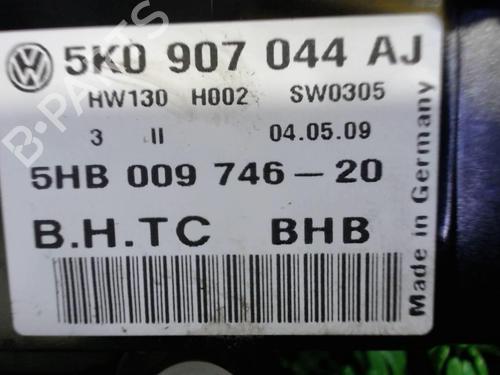 5K0 907 044 AJ
HW130 H002 SW0305
3 II 04.05.09
5HB 009 746-20
B.H.TC BHB
Made in Germany